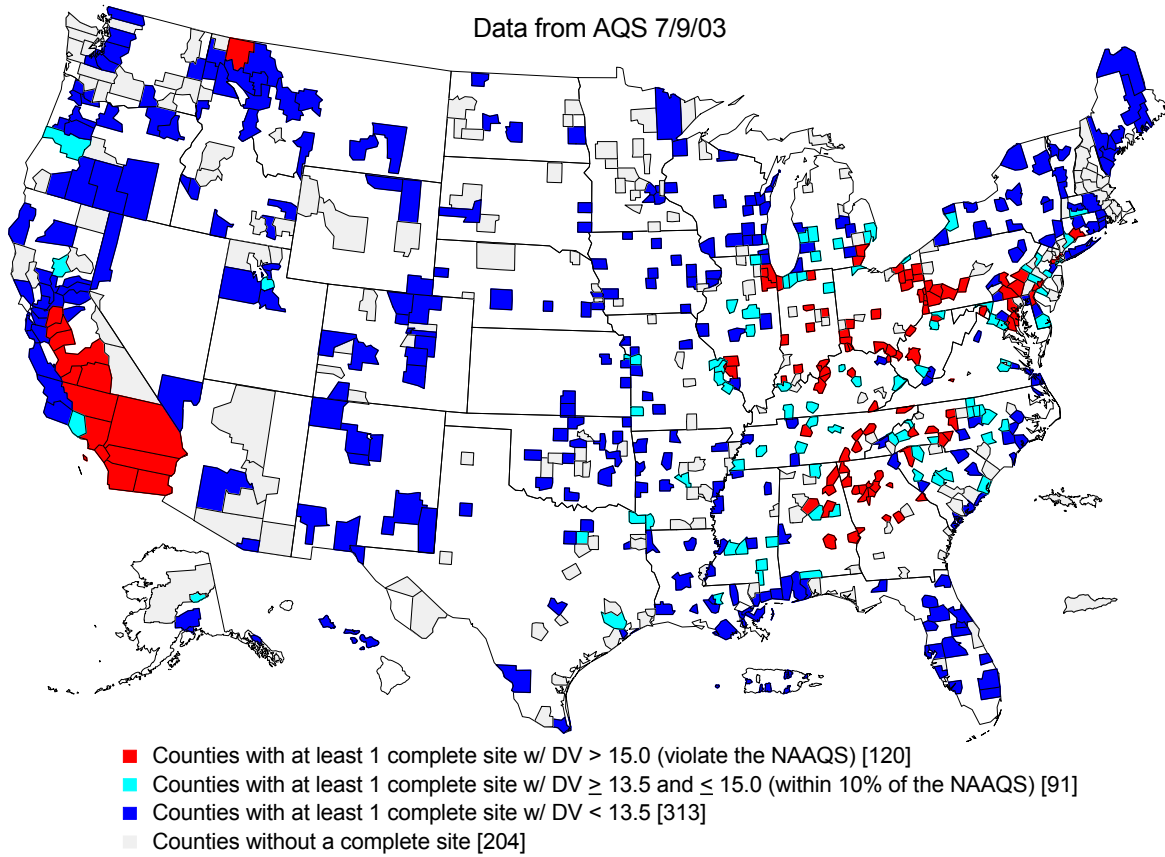 Data from AQS 7/9/03
Counties with at least 1 complete site w/ DV > 15.0 (violate the NAAQS) [120]
Counties with at least 1 complete site w/ DV ≥ 13.5 and ≤ 15.0 (within 10% of the NAAQS) [91]
Counties with at least 1 complete site w/ DV < 13.5 [313]
Counties without a complete site [204]